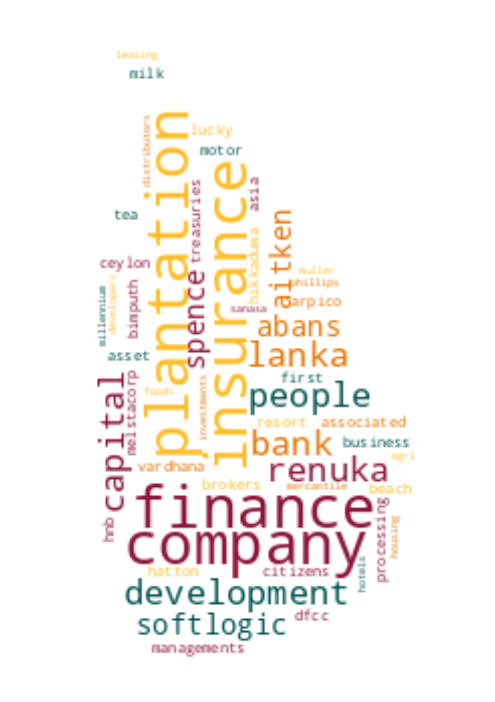 leasing
milk
distributors
plantation
lucky
motor
insurance
treasuries
asia
tea
aitken
hikkaduwa
ceylon
spence
muller
phillips
developers
millennium
bimputh
sanasa
arpico
abans
asset
lanka
first
people
capital
melstacorp
foods
investments
resort
associated
bank
business
vardhana
renuka
agri
brokers
mercantile
beach
finance
hnb
processing
housing
company
hatton
citizens
hotels
development
softlogic
dfcc
managements